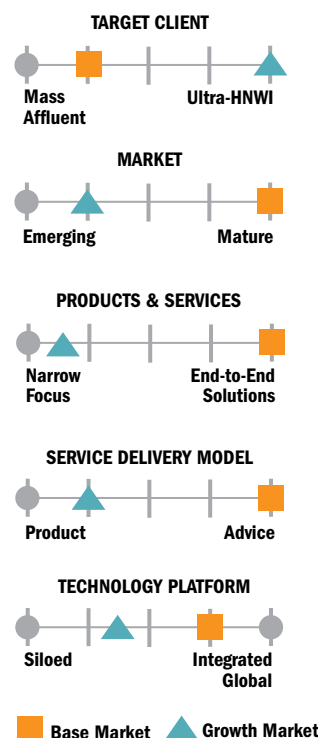 TARGET CLIENT
Mass Ultra-HNWI
Affluent
MARKET
Emerging Mature
PRODUCTS & SERVICES
Narrow End-to-End
Focus Solutions
SERVICE DELIVERY MODEL
Product Advice
TECHNOLOGY PLATFORM
Siloed Integrated
Global
Base Market Growth Market